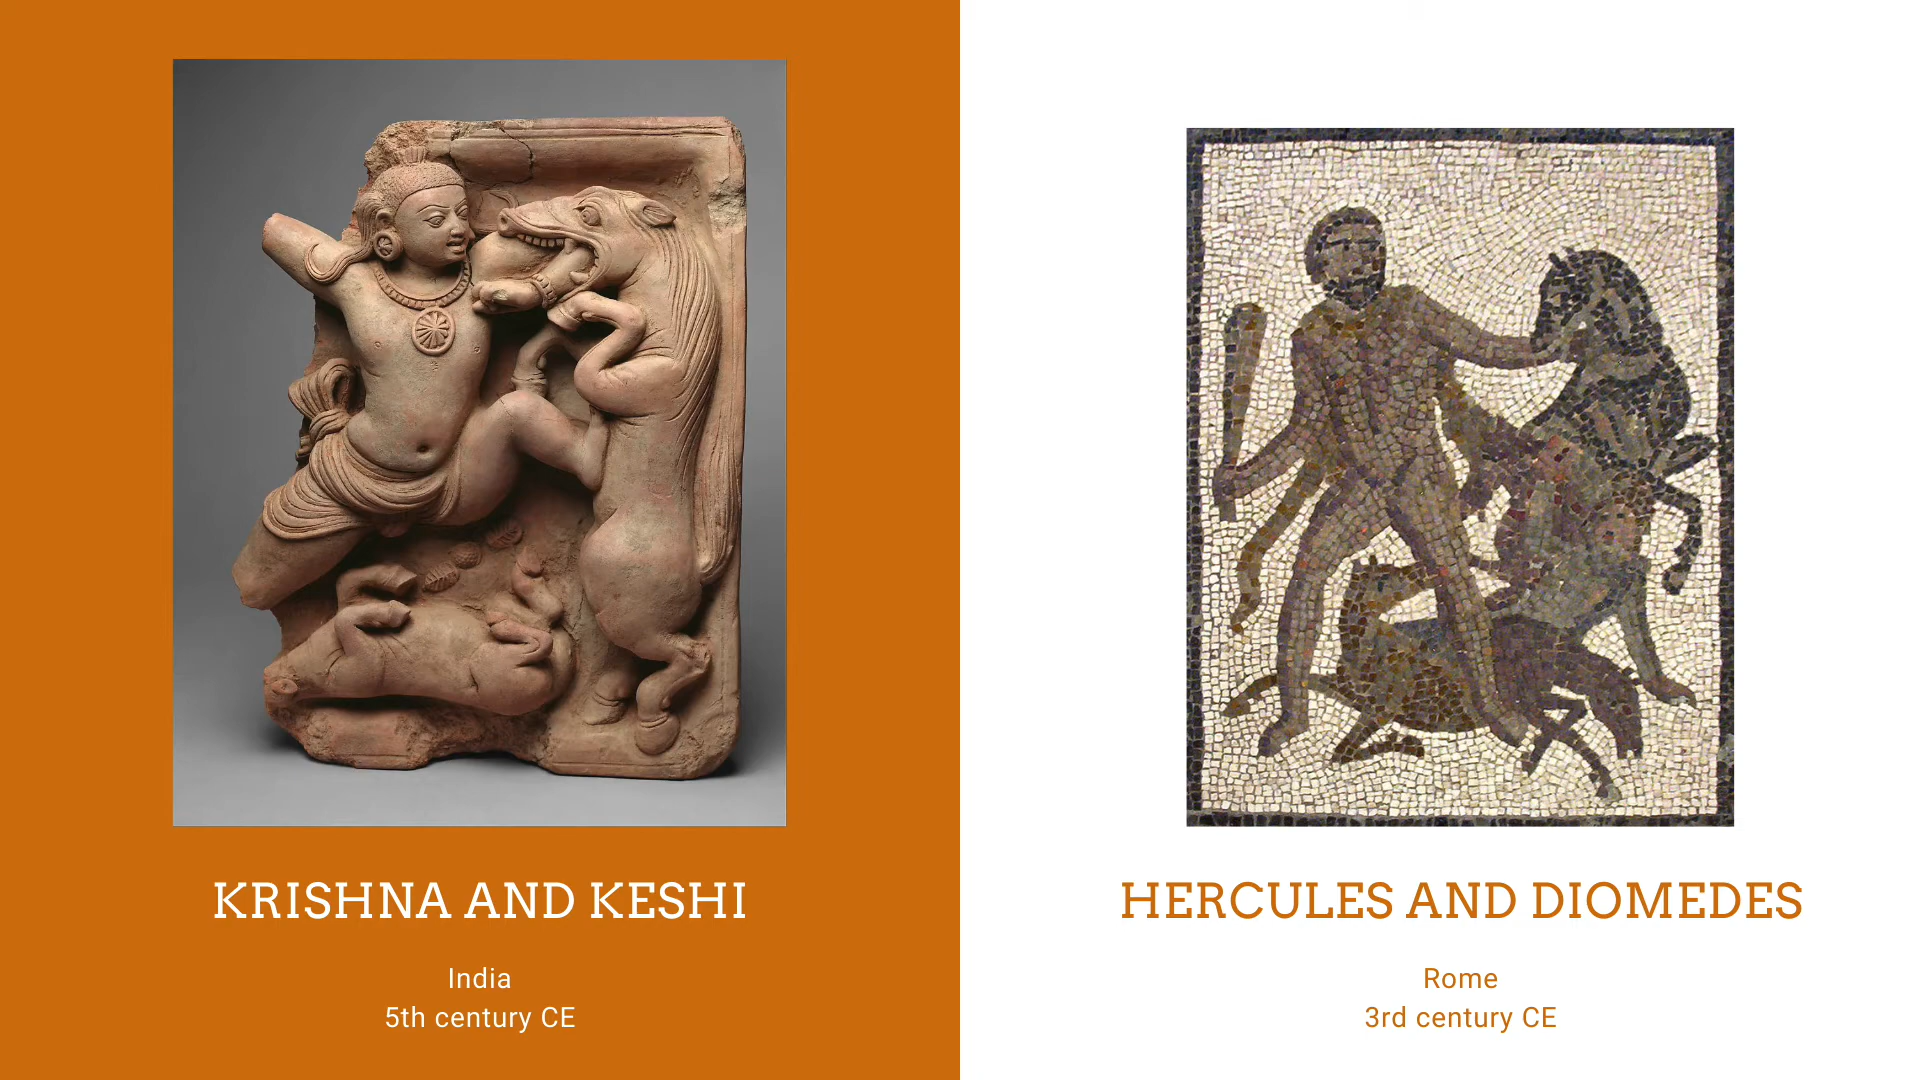 KRISHNA AND KESHI
India
5th century CE
HERCULES AND DIOMEDES
Rome
3rd century CE